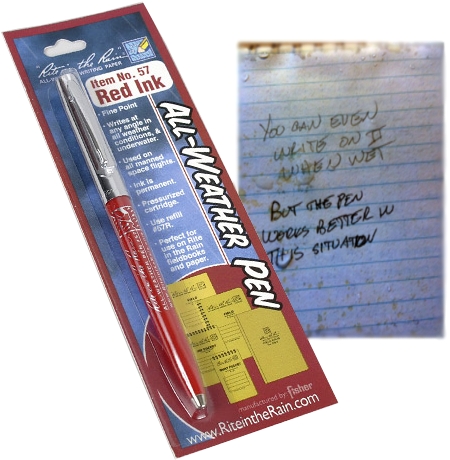 "Rite in the Rain"
ALL-WEATHER WRITING PAPER
Item No. 57
Red Ink
• Fine Point
• Writes
at any angle in
all weather
conditions, &
underwater.
• Used on
all manned
space flights.
• Ink is
permanent.
• Pressurized
cartridge.
• Use refill
#57R.
• Perfect for
use on Rite
in the Rain
fieldbooks
and paper.
ALL-WEATHER PEN
FIELD
manufactured by Fisher
www.RiteintheRain.com
YOU CAN EVEN
WRITE ON IT
WHEN WET
BUT THE PEN
WORKS BETTER IN
THIS SITUATION